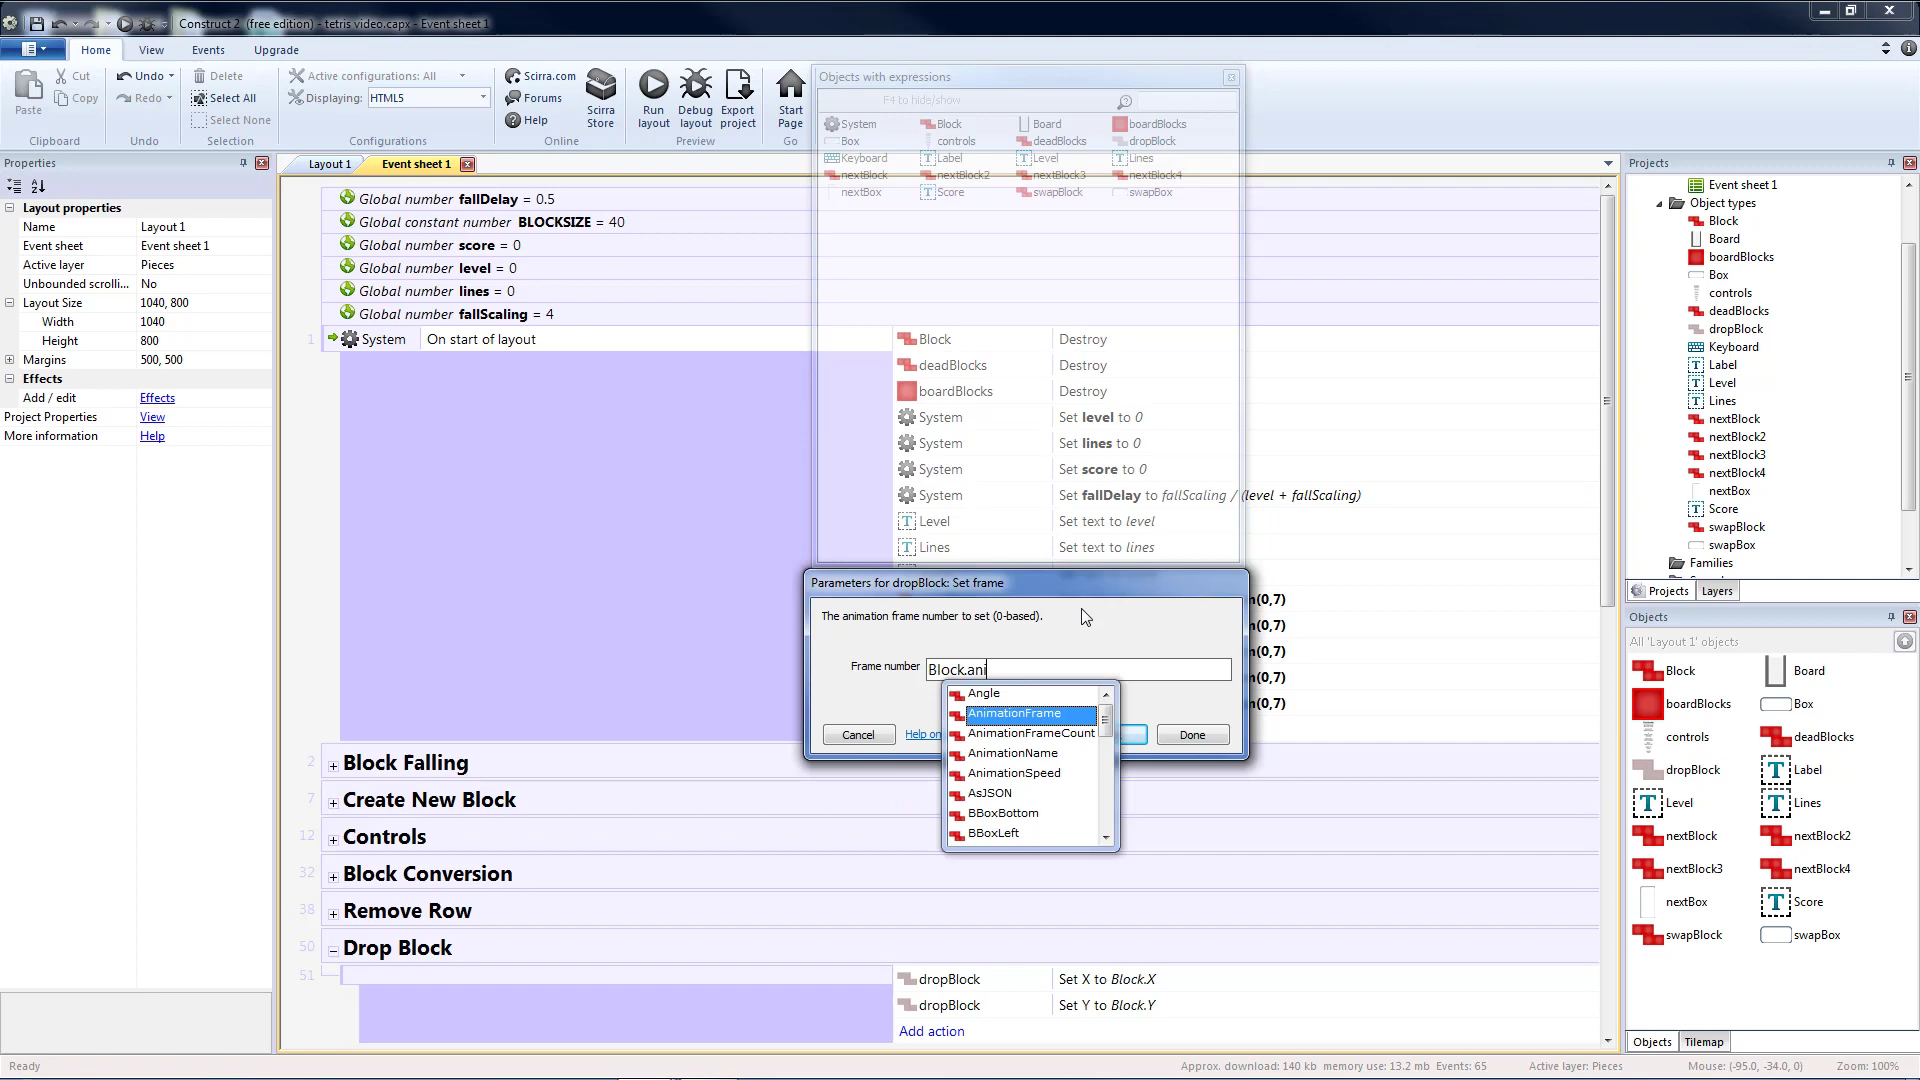 Construct 2 (free edition) - tetris video.capx - Event sheet 1
Home View Events Upgrade
Paste Cut Copy Clipboard
Undo Redo Undo
Delete Select All Select None Selection
Active configurations: All
Displaying: HTML5
Configurations
Scirra.com Forums Help Scirra Store Online
Run layout Debug layout Export project Preview
Start Page Go
Objects with expressions
F4 to hide/show
System Block Board boardBlocks
Box controls deadBlocks dropBlock
Keyboard Label Level Lines
nextBlock nextBlock2 nextBlock3 nextBlock4
nextBox Score swapBlock swapBox
Properties
Layout properties
Name Layout 1
Event sheet Event sheet 1
Active layer Pieces
Unbounded scrolli... No
Layout Size 1040, 800
Width 1040
Height 800
Margins 500, 500
Effects
Add / edit Effects
Project Properties View
More information Help
Layout 1 Event sheet 1
Global number fallDelay = 0.5
Global constant number BLOCKSIZE = 40
Global number score = 0
Global number level = 0
Global number lines = 0
Global number fallScaling = 4
1 System On start of layout
Block Destroy
deadBlocks Destroy
boardBlocks Destroy
System Set level to 0
System Set lines to 0
System Set score to 0
System Set fallDelay to fallScaling / (level + fallScaling)
Level Set text to level
Lines Set text to lines
n(0,7)
n(0,7)
n(0,7)
n(0,7)
n(0,7)
Parameters for dropBlock: Set frame
The animation frame number to set (0-based).
Frame number Block.ani
Cancel Help on Done
Angle
AnimationFrame
AnimationFrameCount
AnimationName
AnimationSpeed
AsJSON
BBoxBottom
BBoxLeft
2 Block Falling
7 Create New Block
12 Controls
32 Block Conversion
38 Remove Row
50 Drop Block
51
dropBlock Set X to Block.X
dropBlock Set Y to Block.Y
Add action
Projects
Event sheet 1
Object types
Block
Board
boardBlocks
Box
controls
deadBlocks
dropBlock
Keyboard
Label
Level
Lines
nextBlock
nextBlock2
nextBlock3
nextBlock4
nextBox
Score
swapBlock
swapBox
Families
Projects Layers
Objects
All 'Layout 1' objects
Block Board
boardBlocks Box
controls deadBlocks
dropBlock Label
Level Lines
nextBlock nextBlock2
nextBlock3 nextBlock4
nextBox Score
swapBlock swapBox
Objects Tilemap
Ready
Approx. download: 140 kb memory use: 13.2 mb Events: 65 Active layer: Pieces Mouse: (-95.0, -34.0, 0) Zoom: 100%